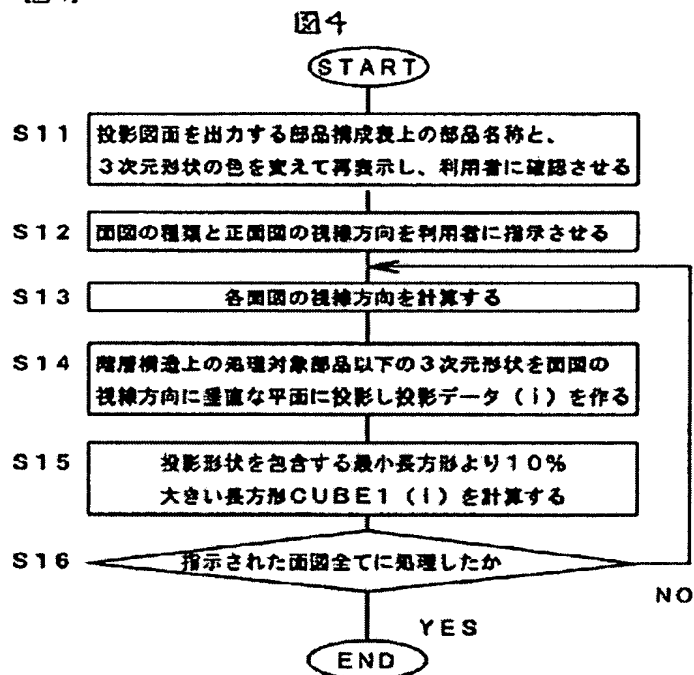 図4
START
S11 投影図面を出力する部品構成表上の部品名称と、
3次元形状の色を変えて再表示し、利用者に確認させる
S12 面図の種類と正面図の視線方向を利用者に指示させる
S13 各面図の視線方向を計算する
S14 階層構造上の処理対象部品以下の3次元形状を面図の
視線方向に垂直な平面に投影し投影データ(i)を作る
S15 投影形状を包含する最小長方形より10%
大きい長方形CUBE1(i)を計算する
S16 指示された面図全てに処理したか
NO
YES
END